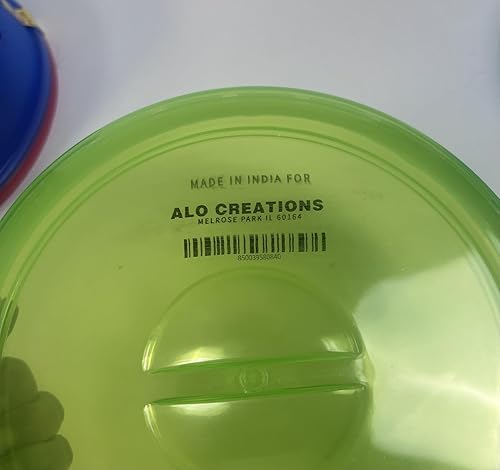 MADE IN INDIA FOR
ALO CREATIONS
MELROSE PARK IL 60164
850039580840